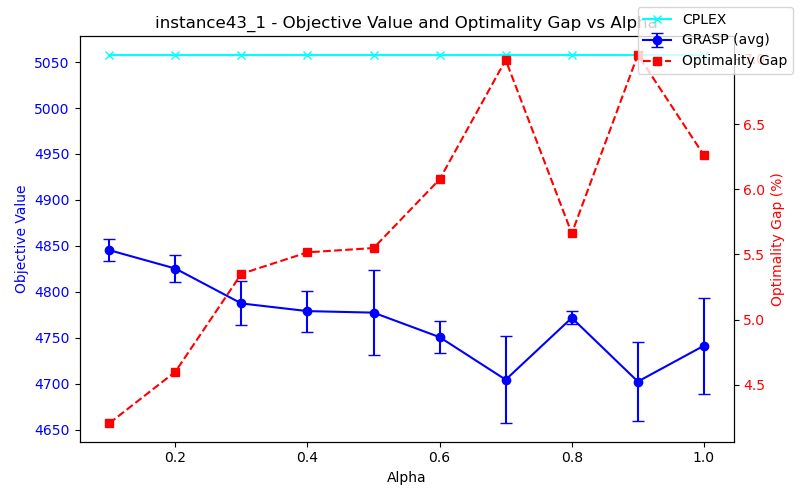 instance43_1 - Objective Value and Optimality Gap vs Alpha
CPLEX
GRASP (avg)
Optimality Gap
5050
5000
4950
4900
4850
4800
4750
4700
4650
Objective Value
7.0
6.5
6.0
5.5
5.0
4.5
Optimality Gap (%)
0.2 0.4 0.6 0.8 1.0
Alpha